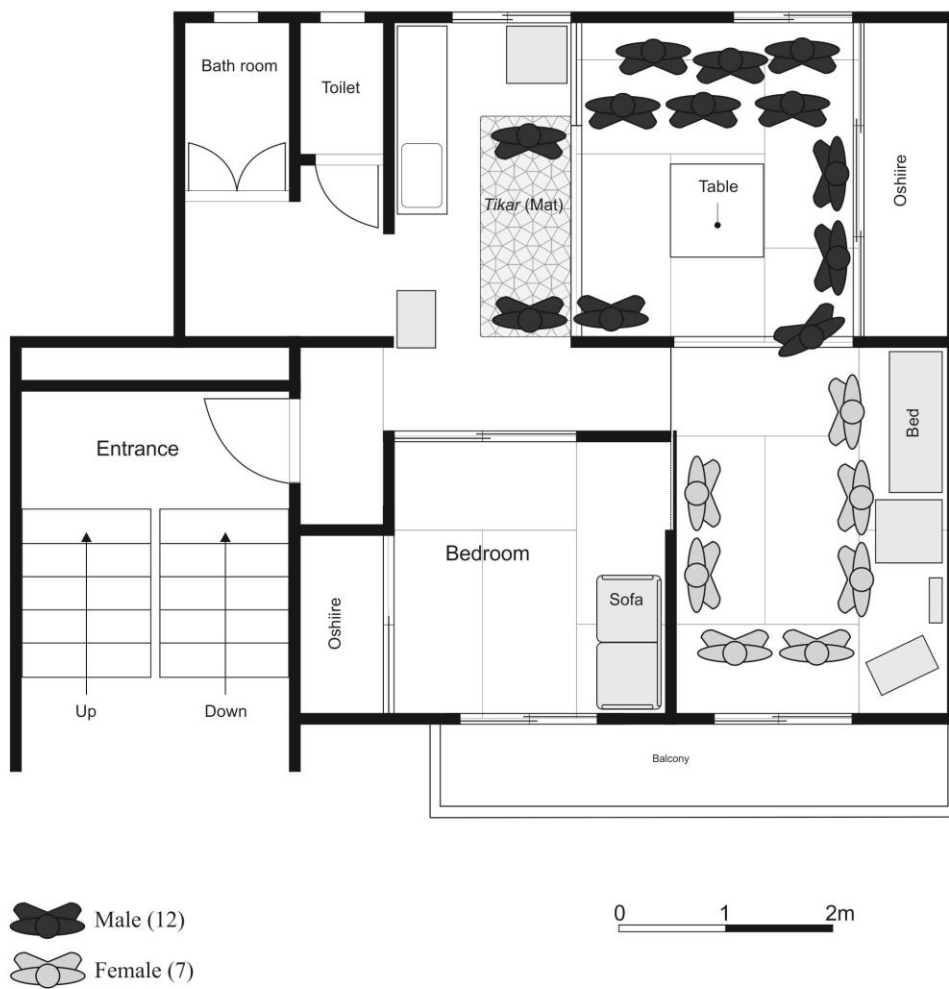 Bath room
Toilet
Tikar (Mat)
Table
Oshiire
Entrance
Bed
Bedroom
Sofa
Oshiire
Up
Down
Balcony
Male (12)
0 1 2m
Female (7)